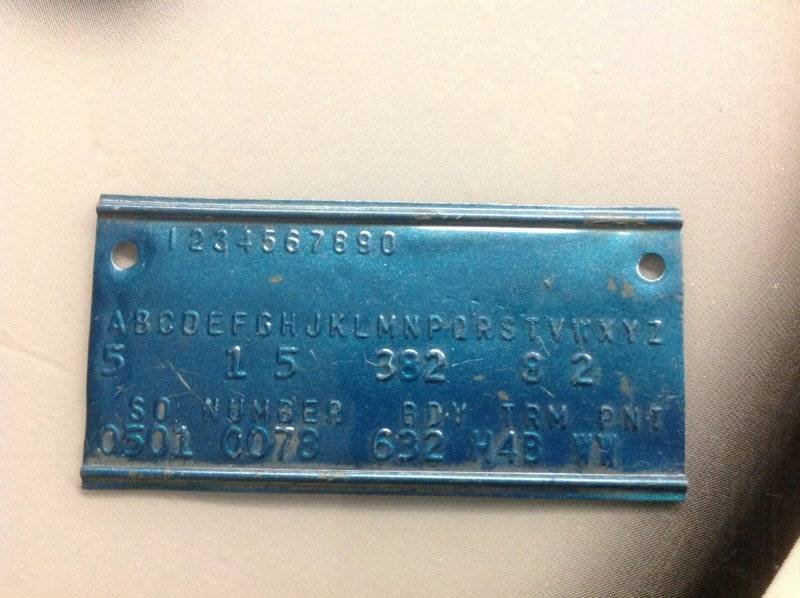 1234567890
ABCDEFGHJKLMNPQRSTVWXYZ
5 1 5 382 8 2
SO NUMBER BDY TRM PNT
0501 0078 632 H4B WW